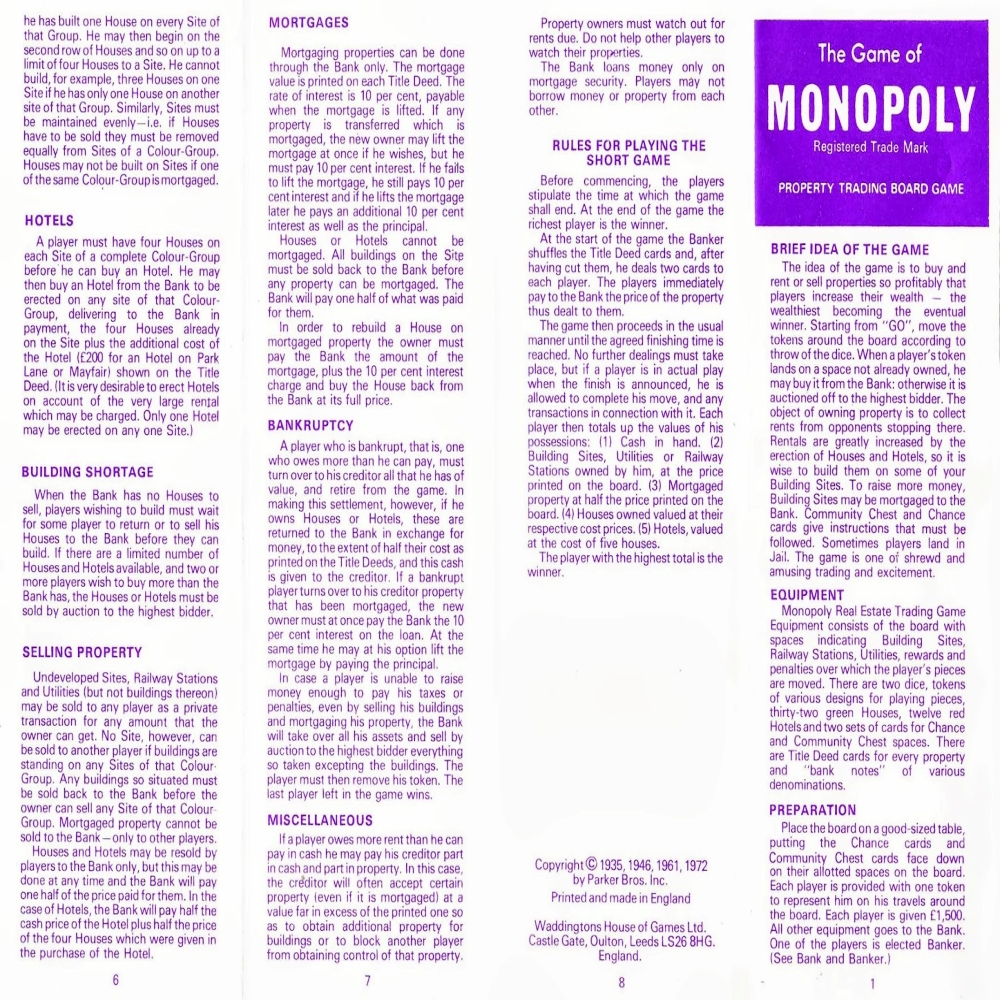 he has built one House on every Site of
that Group. He may then begin on the
second row of Houses and so on up to a
limit of four Houses to a Site. He cannot
build, for example, three Houses on one
Site if he has only one House on another
site of that Group. Similarly, Sites must
be maintained evenly—i.e. if Houses
have to be sold they must be removed
equally from Sites of a Colour-Group.
Houses may not be built on Sites if one
of the same Colour-Group is mortgaged.
HOTELS
A player must have four Houses on
each Site of a complete Colour-Group
before he can buy an Hotel. He may
then buy an Hotel from the Bank to be
erected on any site of that Colour-
Group, delivering to the Bank in
payment, the four Houses already
on the Site plus the additional cost of
the Hotel (£200 for an Hotel on Park
Lane or Mayfair) shown on the Title
Deed. (It is very desirable to erect Hotels
on account of the very large rental
which may be charged. Only one Hotel
may be erected on any one Site.)
BUILDING SHORTAGE
When the Bank has no Houses to
sell, players wishing to build must wait
for some player to return or to sell his
Houses to the Bank before they can
build. If there are a limited number of
Houses and Hotels available, and two or
more players wish to buy more than the
Bank has, the Houses or Hotels must be
sold by auction to the highest bidder.
SELLING PROPERTY
Undeveloped Sites, Railway Stations
and Utilities (but not buildings thereon)
may be sold to any player as a private
transaction for any amount that the
owner can get. No Site, however, can
be sold to another player if buildings are
standing on any Sites of that Colour-
Group. Any buildings so situated must
be sold back to the Bank before the
owner can sell any Site of that Colour-
Group. Mortgaged property cannot be
sold to the Bank—only to other players.
Houses and Hotels may be resold by
players to the Bank only, but this may be
done at any time and the Bank will pay
one half of the price paid for them. In the
case of Hotels, the Bank will pay half the
cash price of the Hotel plus half the price
of the four Houses which were given in
the purchase of the Hotel.
6
MORTGAGES
Mortgaging properties can be done
through the Bank only. The mortgage
value is printed on each Title Deed. The
rate of interest is 10 per cent, payable
when the mortgage is lifted. If any
property is transferred which is
mortgaged, the new owner may lift the
mortgage at once if he wishes, but he
must pay 10 per cent interest. If he fails
to lift the mortgage, he still pays 10 per
cent interest and if he lifts the mortgage
later he pays an additional 10 per cent
interest as well as the principal.
Houses or Hotels cannot be
mortgaged. All buildings on the Site
must be sold back to the Bank before
any property can be mortgaged. The
Bank will pay one half of what was paid
for them.
In order to rebuild a House on
mortgaged property the owner must
pay the Bank the amount of the
mortgage, plus the 10 per cent interest
charge and buy the House back from
the Bank at its full price.
BANKRUPTCY
A player who is bankrupt, that is, one
who owes more than he can pay, must
turn over to his creditor all that he has of
value, and retire from the game. In
making this settlement, however, if he
owns Houses or Hotels, these are
returned to the Bank in exchange for
money, to the extent of half their cost as
printed on the Title Deeds, and this cash
is given to the creditor. If a bankrupt
player turns over to his creditor property
that has been mortgaged, the new
owner must at once pay the Bank the 10
per cent interest on the loan. At the
same time he may at his option lift the
mortgage by paying the principal.
In case a player is unable to raise
money enough to pay his taxes or
penalties, even by selling his buildings
and mortgaging his property, the Bank
will take over all his assets and sell by
auction to the highest bidder everything
so taken excepting the buildings. The
player must then remove his token. The
last player left in the game wins.
MISCELLANEOUS
If a player owes more rent than he can
pay in cash he may pay his creditor part
in cash and part in property. In this case,
the creditor will often accept certain
property (even if it is mortgaged) at a
value far in excess of the printed one so
as to obtain additional property for
buildings or to block another player
from obtaining control of that property.
7
Property owners must watch out for
rents due. Do not help other players to
watch their properties.
The Bank loans money only on
mortgage security. Players may not
borrow money or property from each
other.
RULES FOR PLAYING THE
SHORT GAME
Before commencing, the players
stipulate the time at which the game
shall end. At the end of the game the
richest player is the winner.
At the start of the game the Banker
shuffles the Title Deed cards and, after
having cut them, he deals two cards to
each player. The players immediately
pay to the Bank the price of the property
thus dealt to them.
The game then proceeds in the usual
manner until the agreed finishing time is
reached. No further dealings must take
place, but if a player is in actual play
when the finish is announced, he is
allowed to complete his move, and any
transactions in connection with it. Each
player then totals up the values of his
possessions: (1) Cash in hand. (2)
Building Sites, Utilities or Railway
Stations owned by him, at the price
printed on the board. (3) Mortgaged
property at half the price printed on the
board. (4) Houses owned valued at their
respective cost prices. (5) Hotels, valued
at the cost of five houses.
The player with the highest total is the
winner.
Copyright © 1935, 1946, 1961, 1972
by Parker Bros. Inc.
Printed and made in England
Waddingtons House of Games Ltd.
Castle Gate, Oulton, Leeds LS26 8HG.
England.
8
The Game of
MONOPOLY
Registered Trade Mark
PROPERTY TRADING BOARD GAME
BRIEF IDEA OF THE GAME
The idea of the game is to buy and
rent or sell properties so profitably that
players increase their wealth — the
wealthiest becoming the eventual
winner. Starting from "GO", move the
tokens around the board according to
throw of the dice. When a player's token
lands on a space not already owned, he
may buy it from the Bank: otherwise it is
auctioned off to the highest bidder. The
object of owning property is to collect
rents from opponents stopping there.
Rentals are greatly increased by the
erection of Houses and Hotels, so it is
wise to build them on some of your
Building Sites. To raise more money,
Building Sites may be mortgaged to the
Bank. Community Chest and Chance
cards give instructions that must be
followed. Sometimes players land in
Jail. The game is one of shrewd and
amusing trading and excitement.
EQUIPMENT
Monopoly Real Estate Trading Game
Equipment consists of the board with
spaces indicating Building Sites,
Railway Stations, Utilities, rewards and
penalties over which the player's pieces
are moved. There are two dice, tokens
of various designs for playing pieces,
thirty-two green Houses, twelve red
Hotels and two sets of cards for Chance
and Community Chest spaces. There
are Title Deed cards for every property
and "bank notes" of various
denominations.
PREPARATION
Place the board on a good-sized table,
putting the Chance cards and
Community Chest cards face down
on their allotted spaces on the board.
Each player is provided with one token
to represent him on his travels around
the board. Each player is given £1,500.
All other equipment goes to the Bank.
One of the players is elected Banker.
(See Bank and Banker.)
1